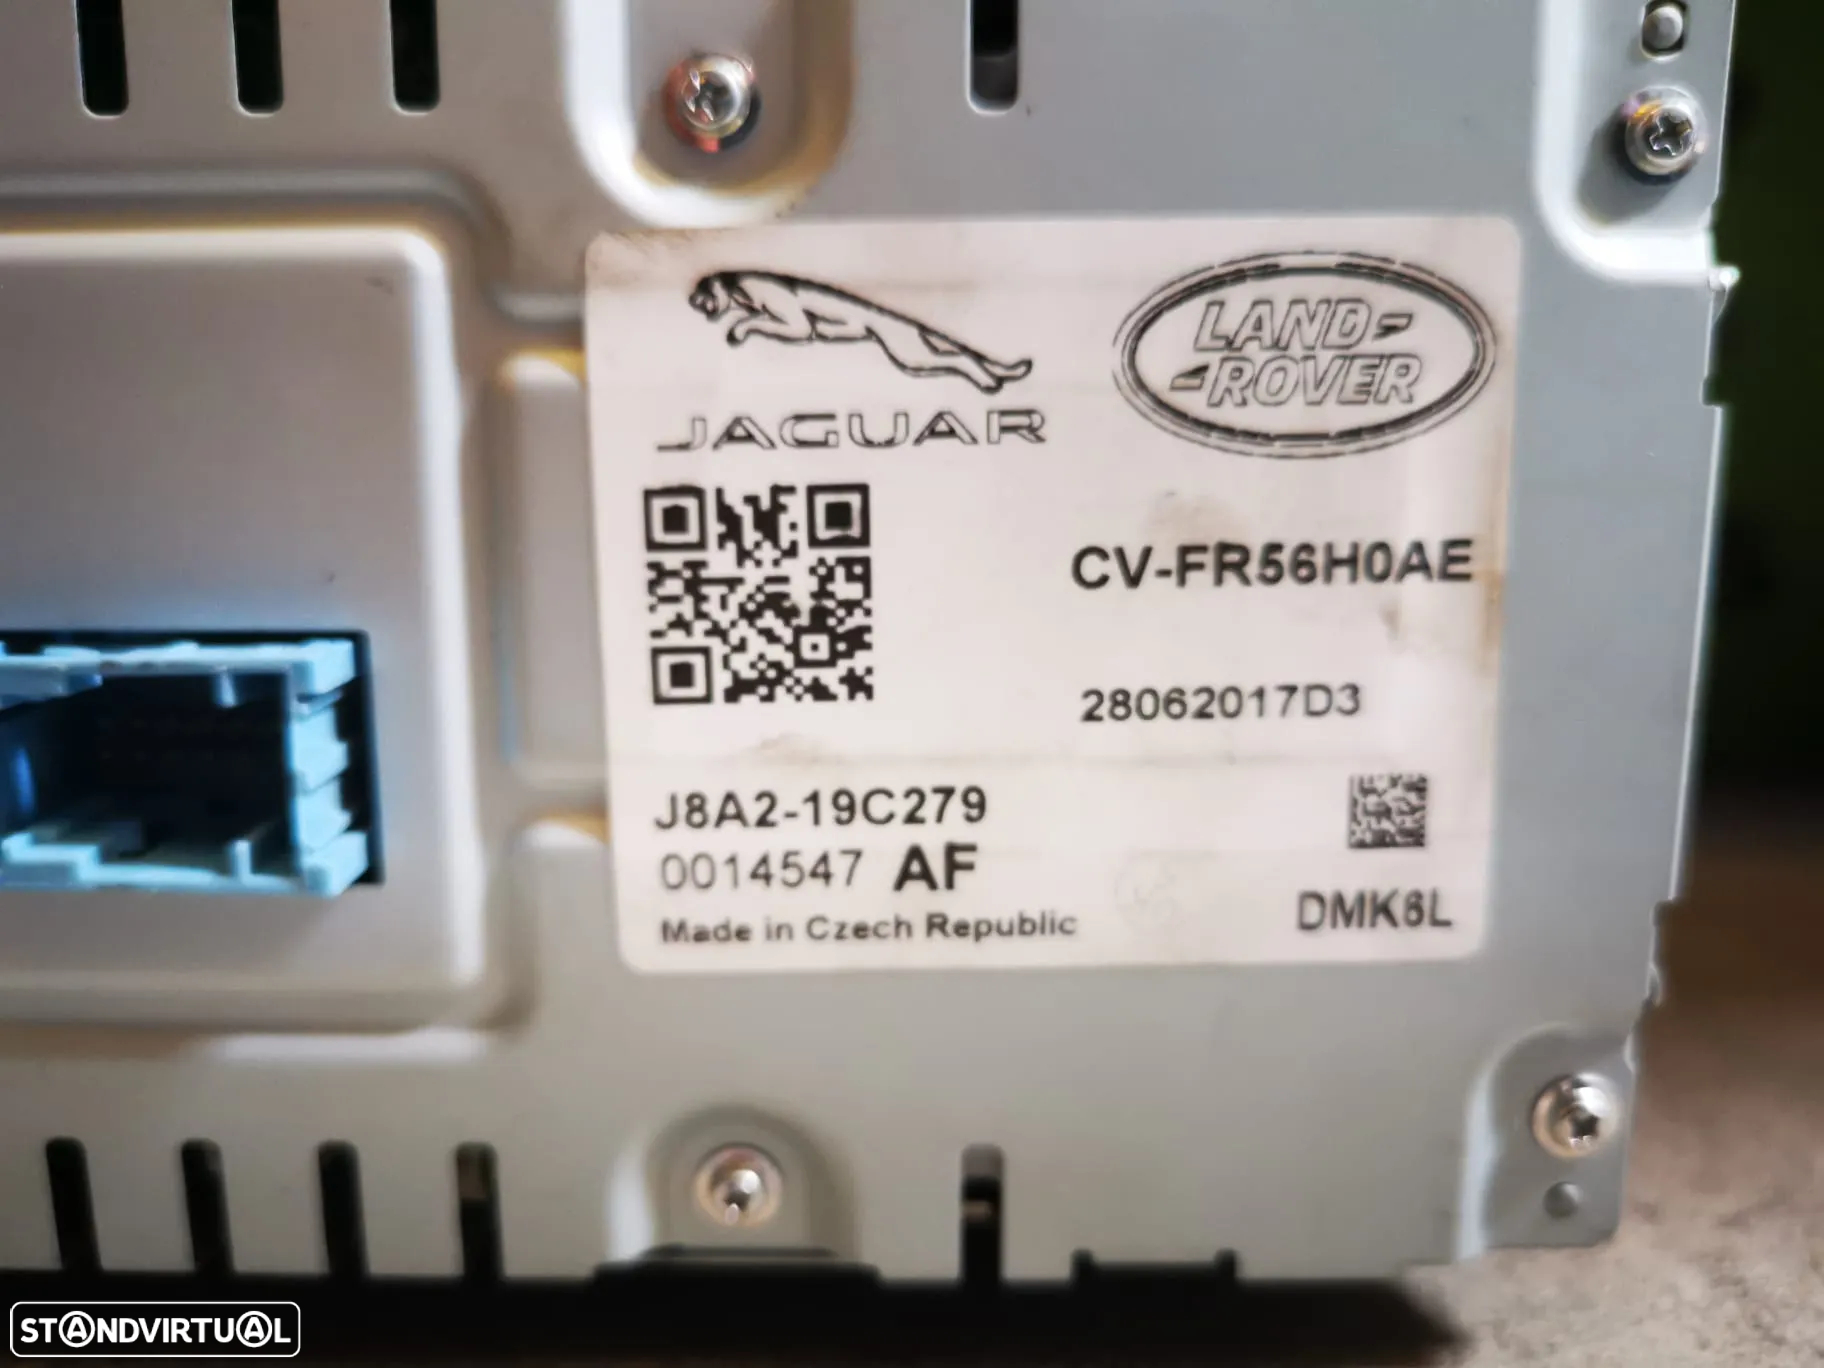 JAGUAR
LAND-
-ROVER
CV-FR56H0AE
28062017D3
J8A2-19C279
0014547 AF
Made in Czech Republic
DMK6L
STANDVIRTUAL